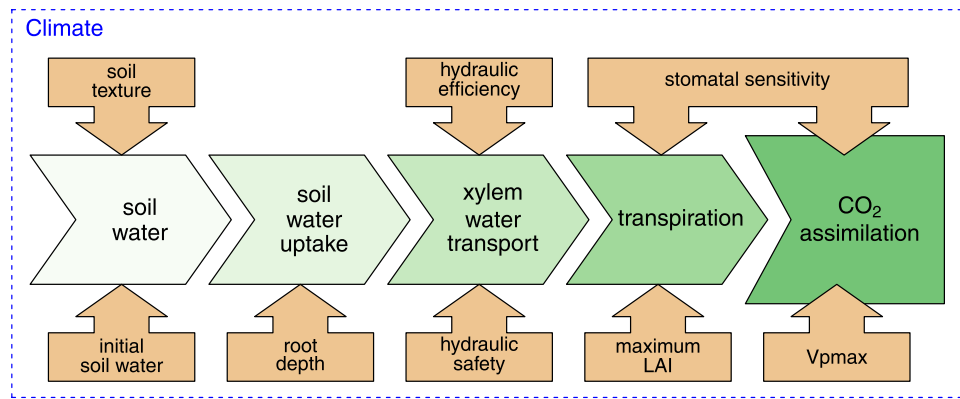 Climate
soil
texture
hydraulic
efficiency
stomatal sensitivity
soil
water
soil
water
uptake
xylem
water
transport
transpiration
CO₂
assimilation
initial
soil water
root
depth
hydraulic
safety
maximum
LAI
Vpmax